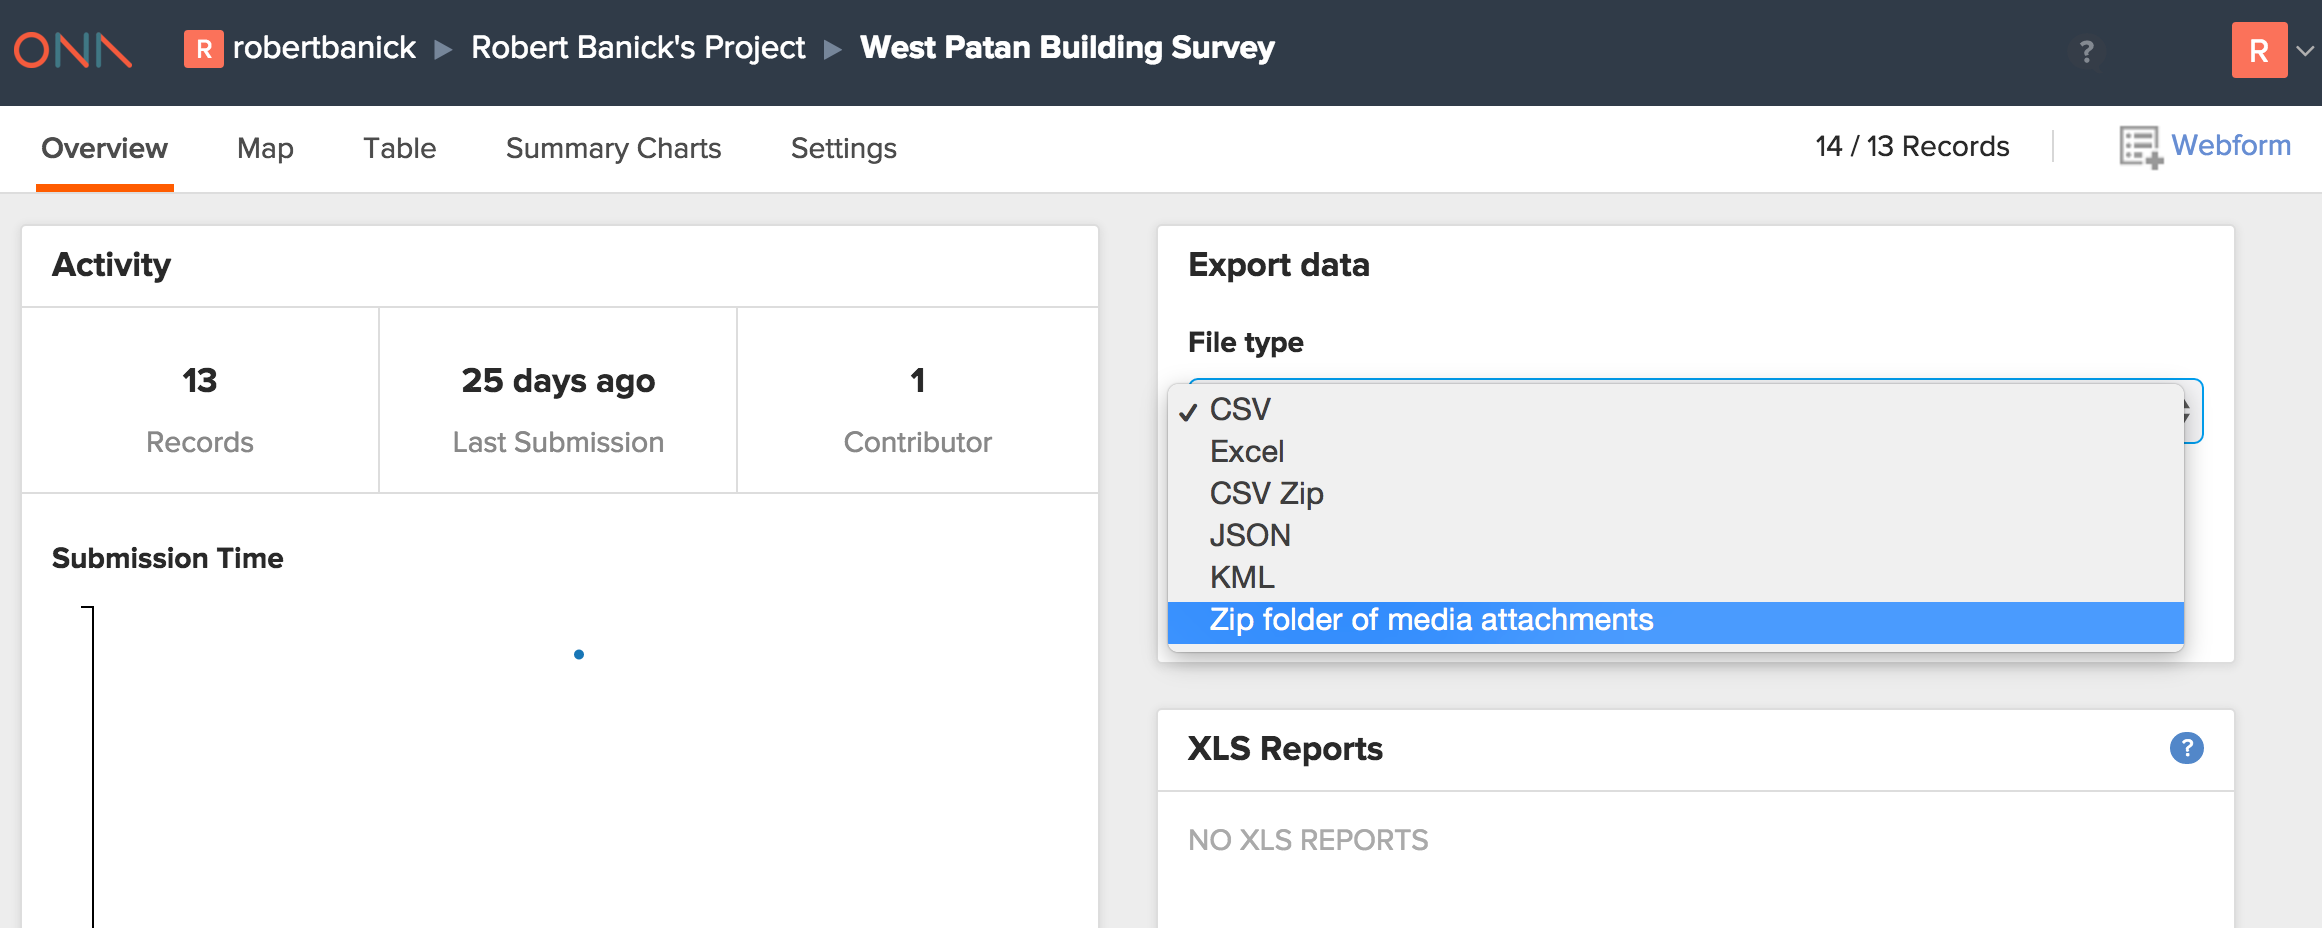 ONA R robertbanick ▶ Robert Banick's Project ▶ West Patan Building Survey ? R
Overview Map Table Summary Charts Settings 14 / 13 Records Webform
Activity
13 25 days ago 1
Records Last Submission Contributor
Submission Time
Export data
File type
✓ CSV
Excel
CSV Zip
JSON
KML
Zip folder of media attachments
XLS Reports ?
NO XLS REPORTS